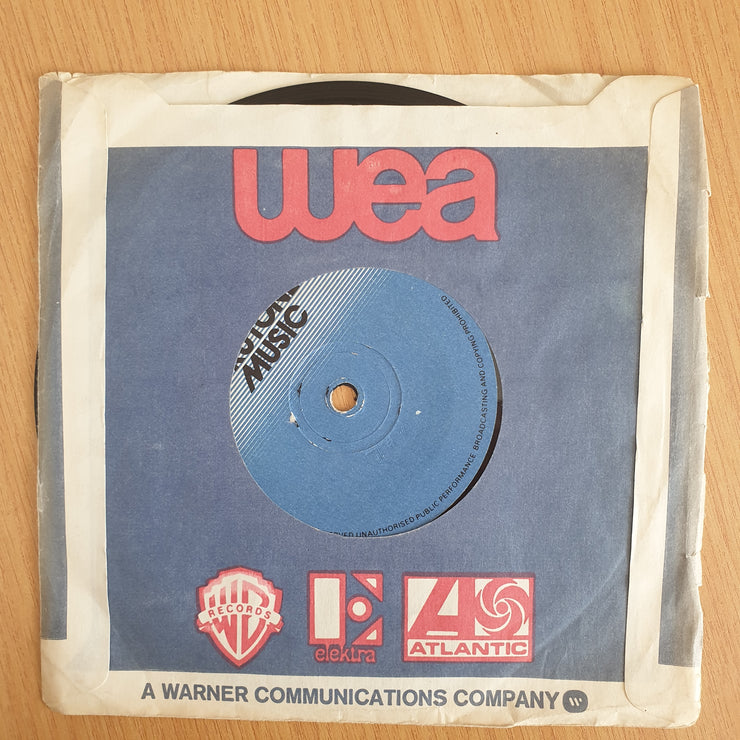 wea
MUSIC
UNAUTHORISED PUBLIC PERFORMANCE BROADCASTING AND COPYING PROHIBITED
W
RECORDS
E
elektra
A
ATLANTIC
A WARNER COMMUNICATIONS COMPANY W